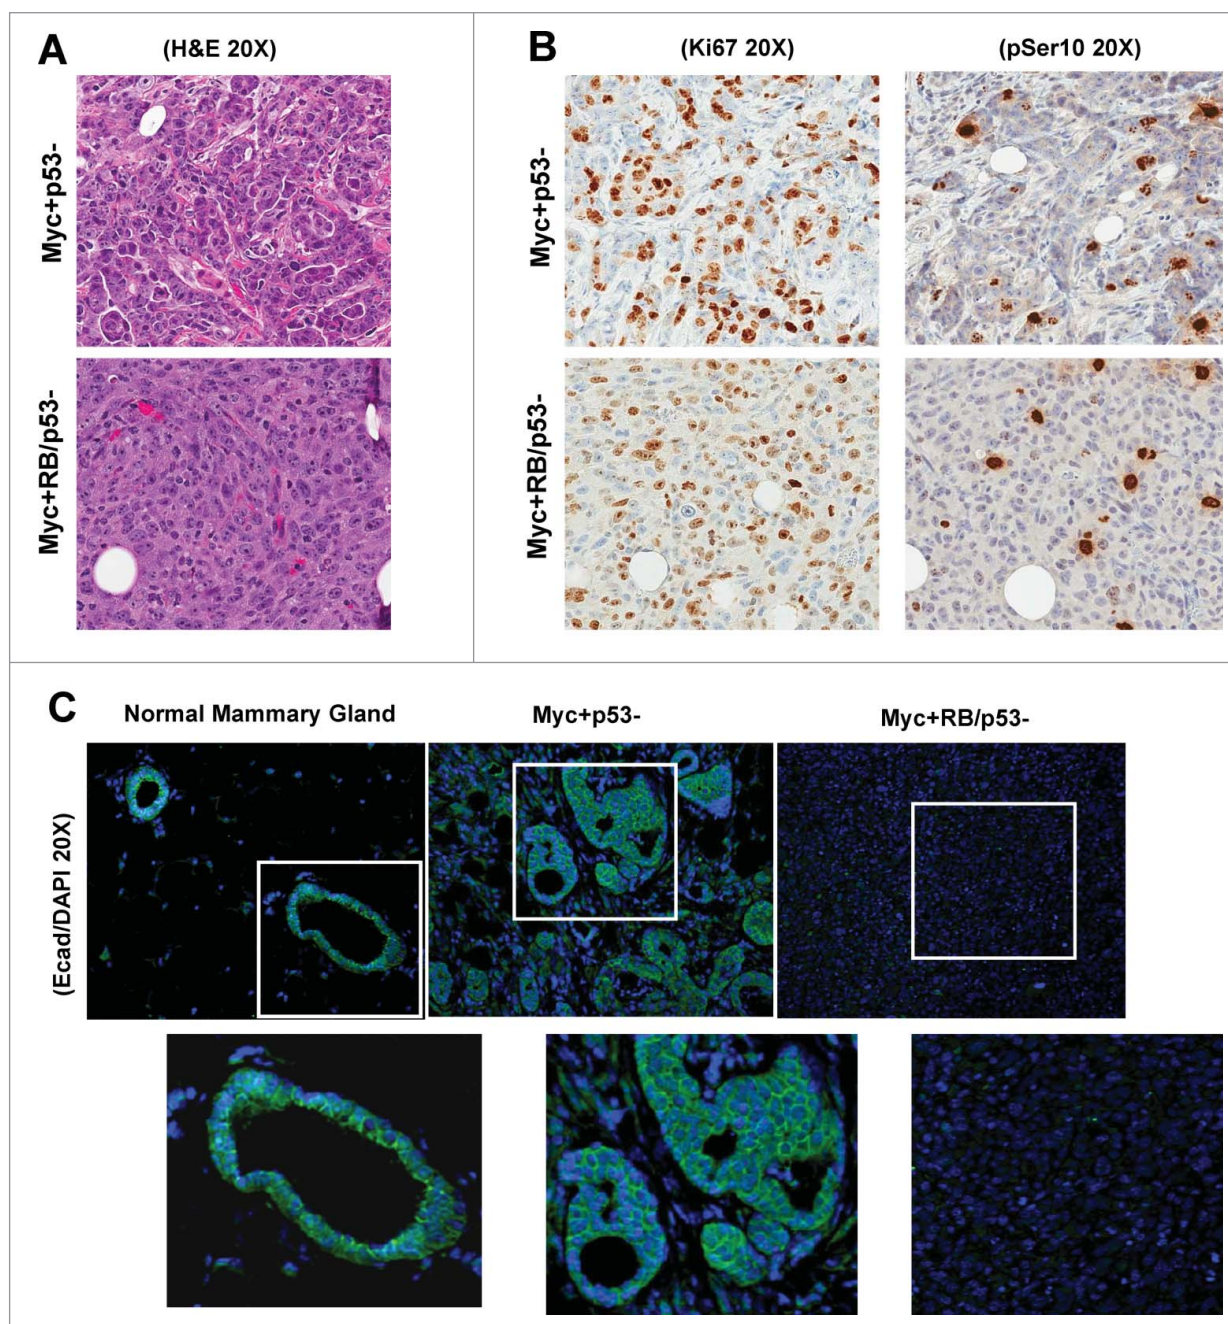 A
(H&E 20X)
Myc+p53-
Myc+RB/p53-
B
(Ki67 20X)
(pSer10 20X)
Myc+p53-
Myc+RB/p53-
C
Normal Mammary Gland
Myc+p53-
Myc+RB/p53-
(Ecad/DAPI 20X)